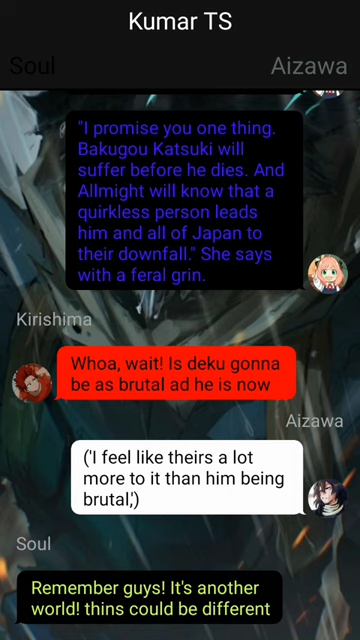 Kumar TS
Soul
Aizawa
"I promise you one thing.
Bakugou Katsuki will
suffer before he dies. And
Allmight will know that a
quirkless person leads
him and all of Japan to
their downfall." She says
with a feral grin.
Kirishima
Whoa, wait! Is deku gonna
be as brutal ad he is now
Aizawa
('I feel like theirs a lot
more to it than him being
brutal,')
Soul
Remember guys! It's another
world! thins could be different